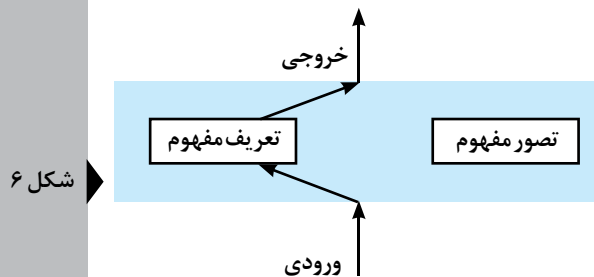 خروجی
تصور مفهوم
تعریف مفهوم
شکل ۶
ورودی